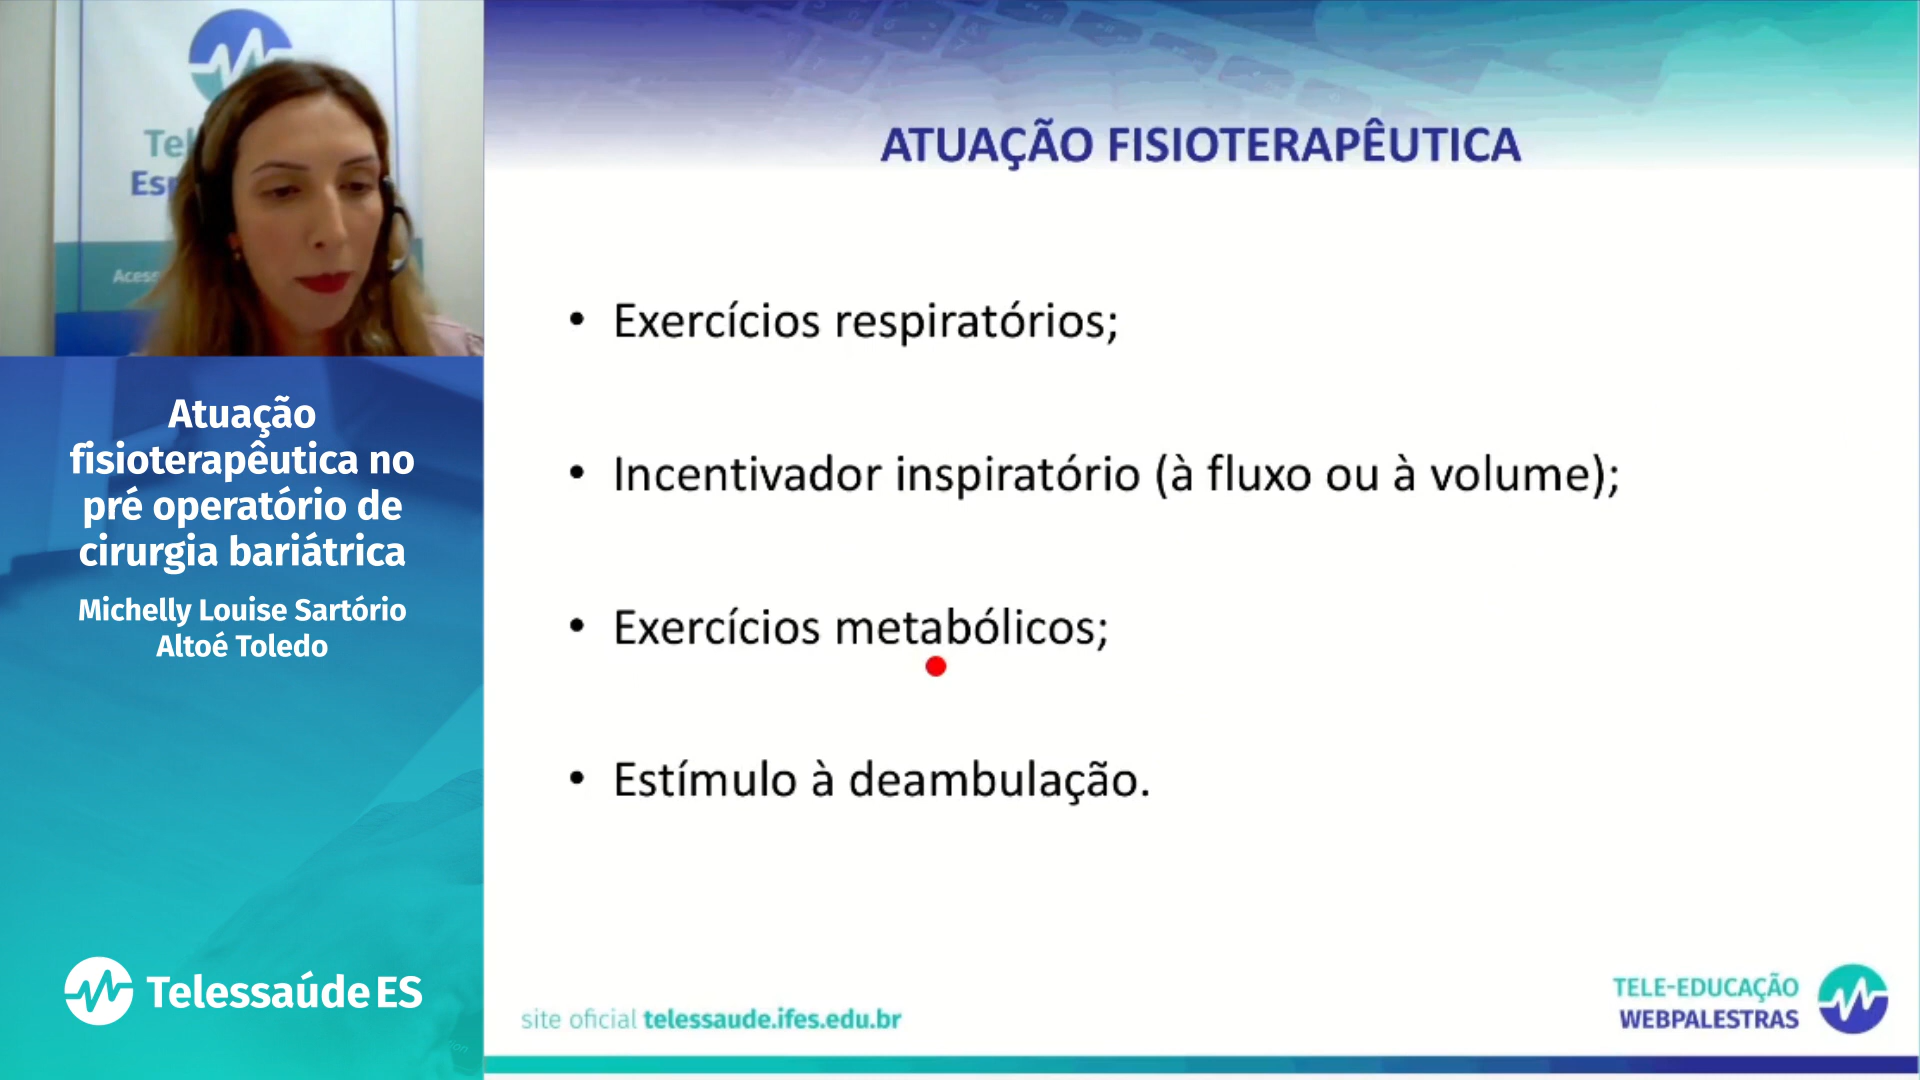 Atuação
fisioterapêutica no
pré operatório de
cirurgia bariátrica
Michelly Louise Sartório
Altoé Toledo
TelessaúdeES
ATUAÇÃO FISIOTERAPÊUTICA
• Exercícios respiratórios;
• Incentivador inspiratório (à fluxo ou à volume);
• Exercícios metabólicos;
• Estímulo à deambulação.
site oficial telessaude.ifes.edu.br
TELE-EDUCAÇÃO
WEBPALESTRAS